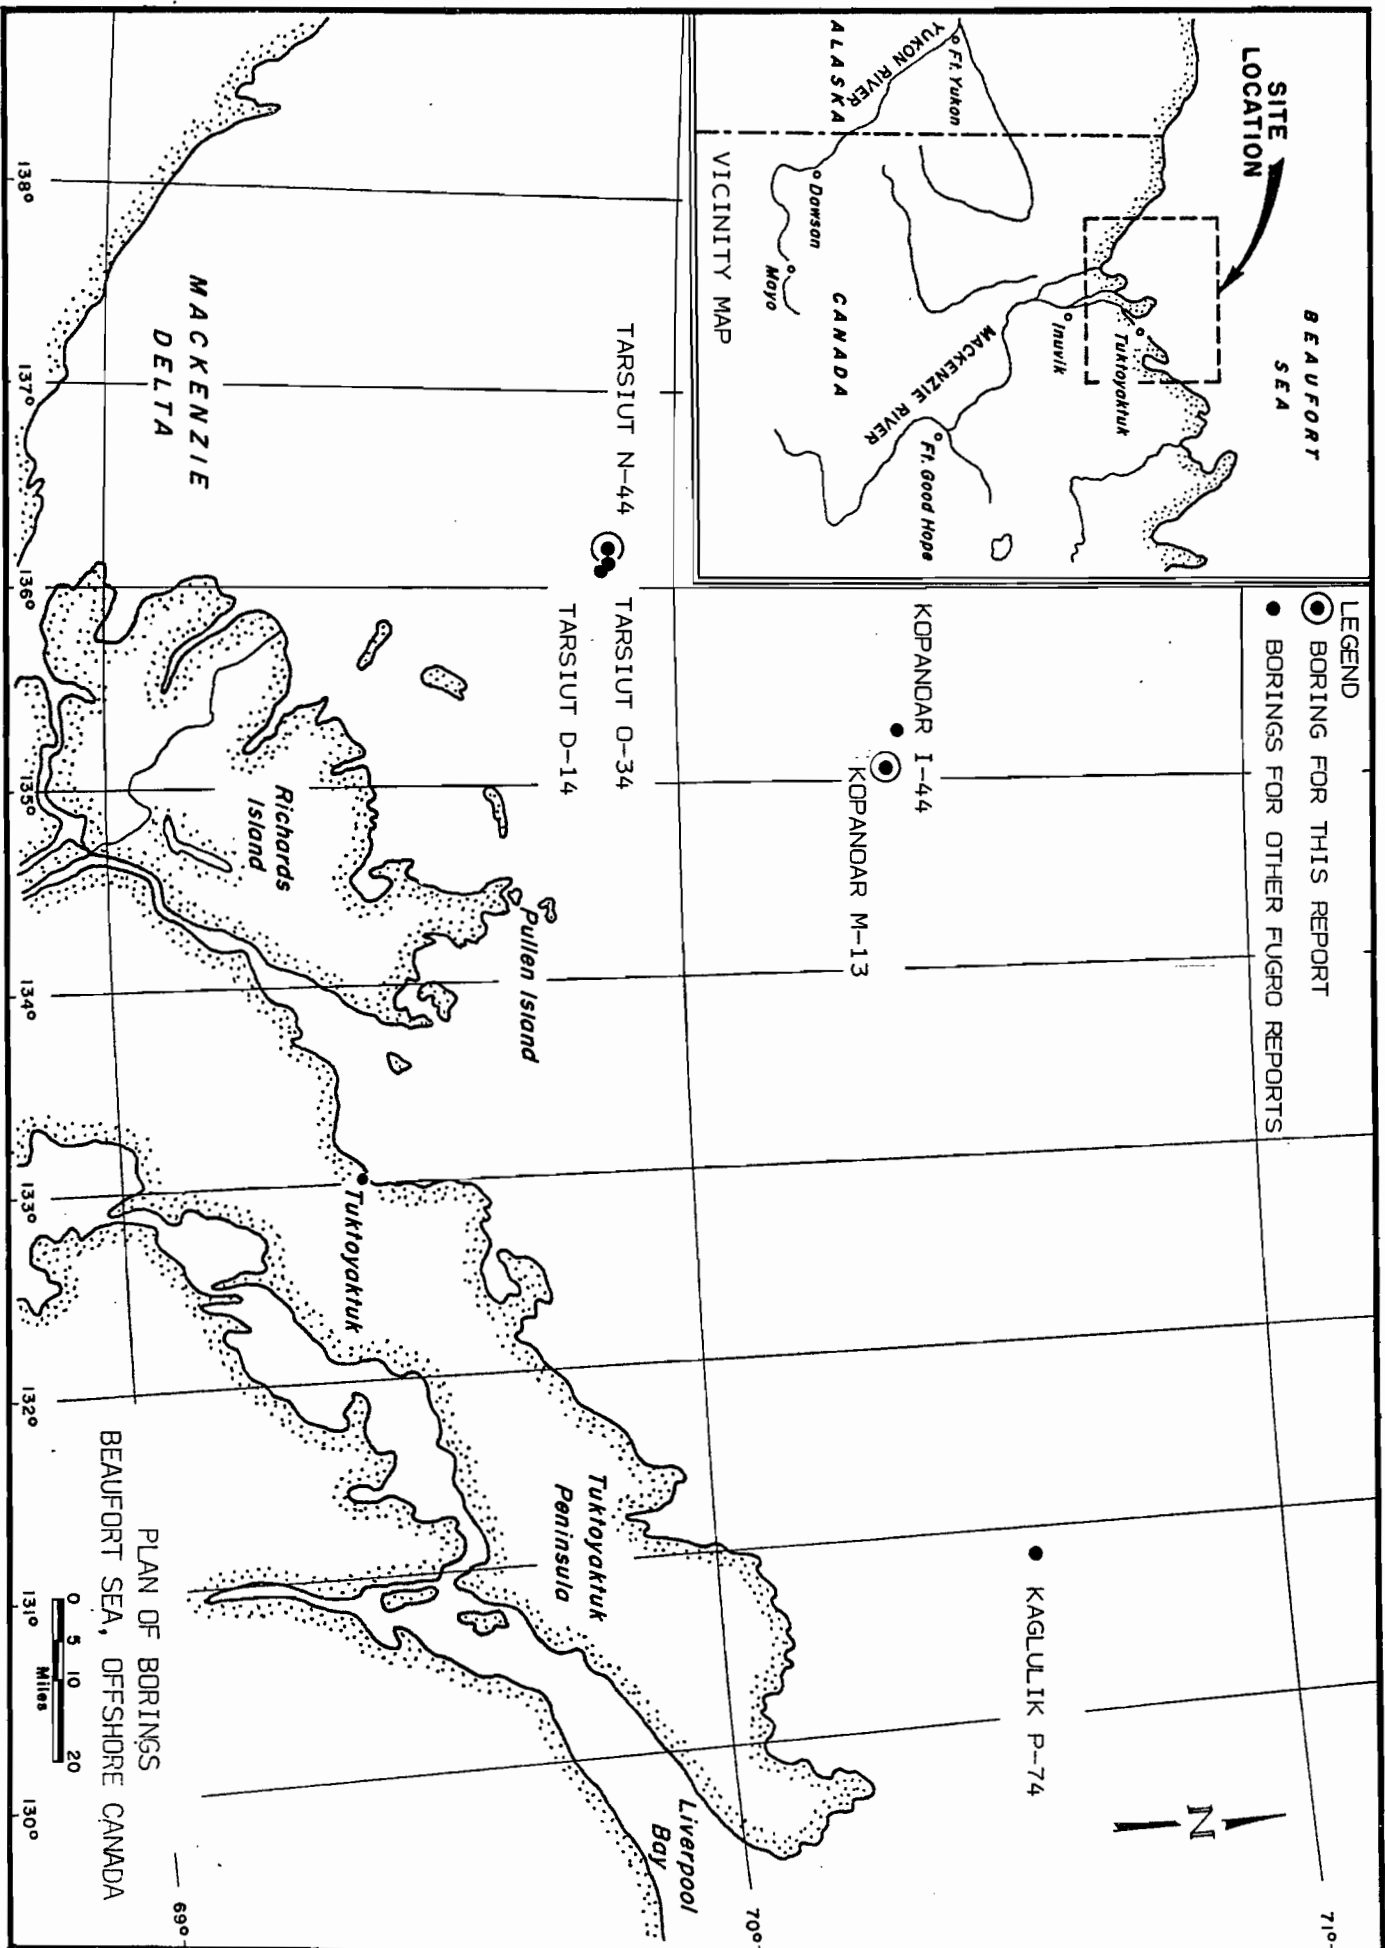 SITE
LOCATION
BEAUFORT
SEA
ALASKA
YUKON RIVER
Ft. Yukon
Dawson
Mayo
CANADA
MACKENZIE RIVER
Inuvik
Tuktoyaktuk
Ft. Good Hope
VICINITY MAP
LEGEND
BORING FOR THIS REPORT
BORINGS FOR OTHER FUGRO REPORTS
KOPANOAR I-44
KOPANOAR M-13
KAGLULIK P-74
N
TARSIUT N-44
TARSIUT O-34
TARSIUT D-14
MACKENZIE
DELTA
Richards
Island
Pullen Island
Tuktoyaktuk
Tuktoyaktuk
Peninsula
Liverpool
Bay
71°
70°
69°
138°
137°
136°
135°
134°
133°
132°
131°
130°
0 5 10 20
Miles
PLAN OF BORINGS
BEAUFORT SEA, OFFSHORE CANADA